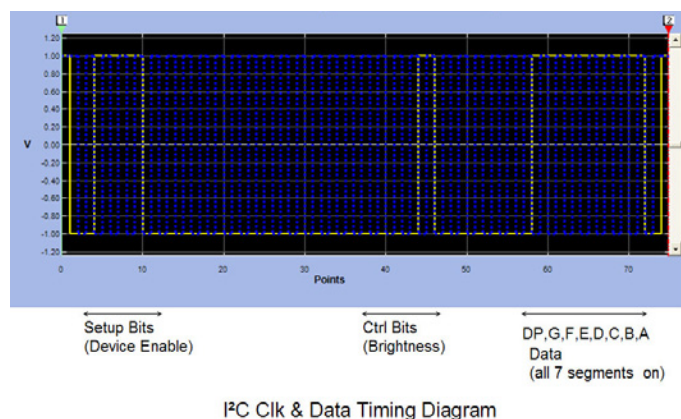 1
2
1.20
1.00
0.80
0.60
0.40
0.20
V
0.00
-0.20
-0.40
-0.60
-0.80
-1.00
-1.20
0 10 20 30 40 50 60 70
Points
Setup Bits
(Device Enable)
Ctrl Bits
(Brightness)
DP,G,F,E,D,C,B,A
Data
(all 7 segments on)
I²C Clk & Data Timing Diagram